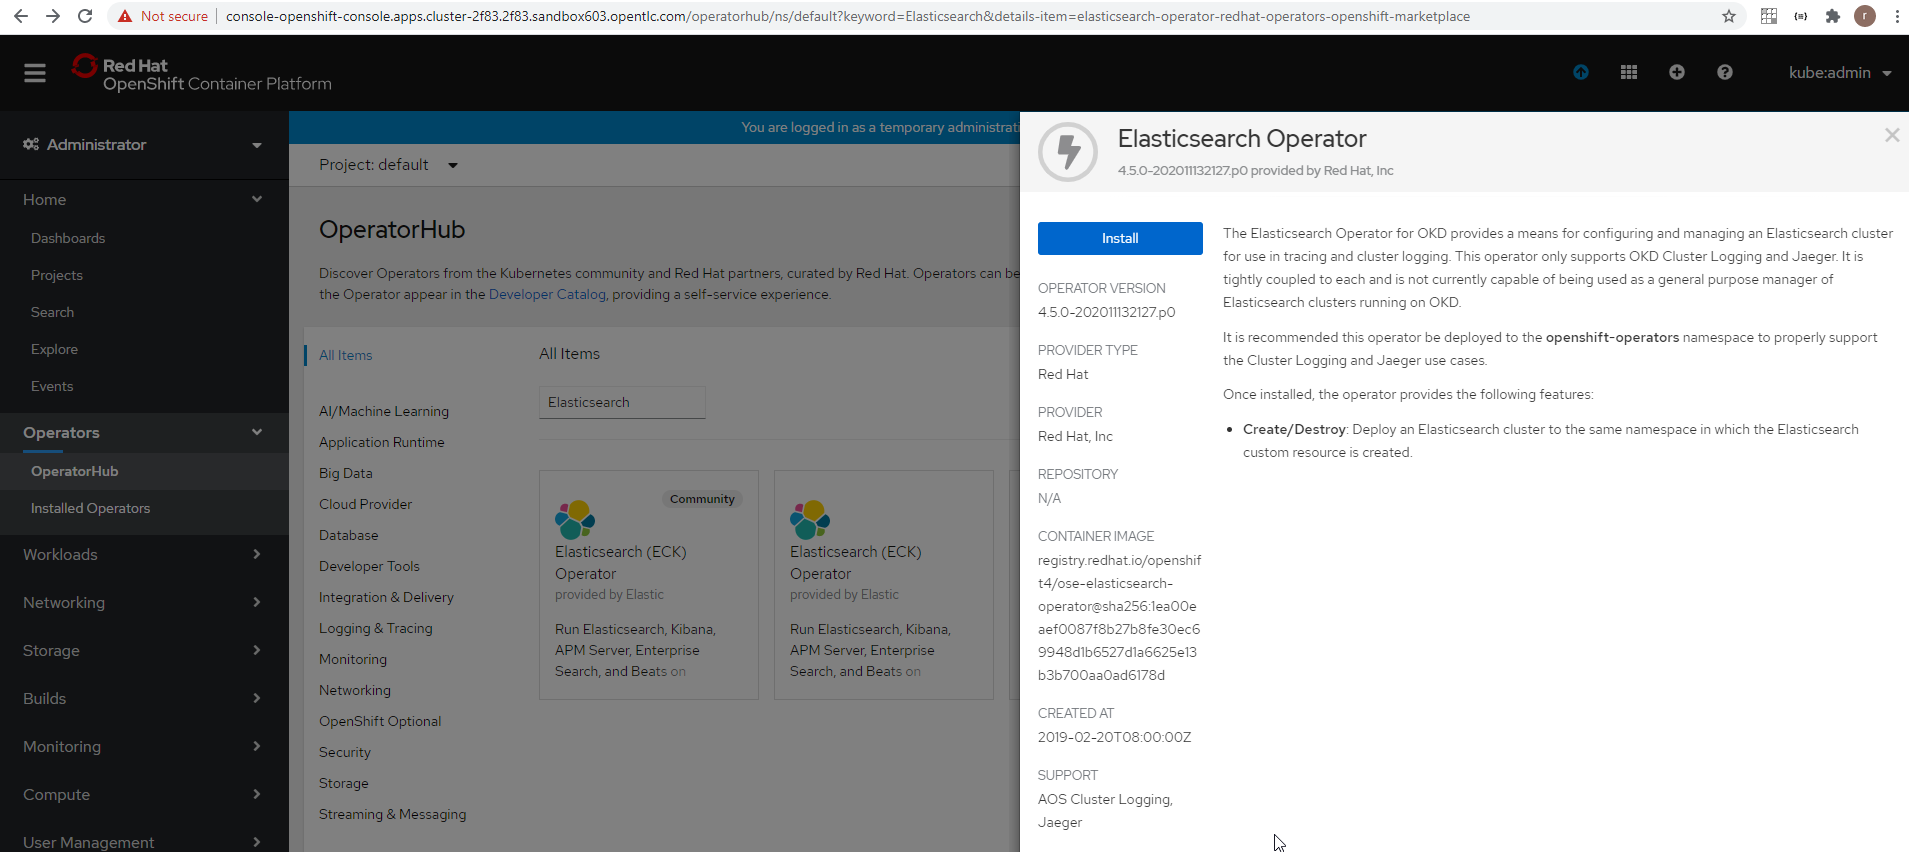 Not secure
console-openshift-console.apps.cluster-2f83.2f83.sandbox603.opentlc.com/operatorhub/ns/default?keyword=Elasticsearch&details-item=elasticsearch-operator-redhat-operators-openshift-marketplace
r
Red Hat
OpenShift Container Platform
kube:admin
Administrator
Home
Dashboards
Projects
Search
Explore
Events
Operators
OperatorHub
Installed Operators
Workloads
Networking
Storage
Builds
Monitoring
Compute
User Management
You are logged in as a temporary administrati
Project: default
OperatorHub
Discover Operators from the Kubernetes community and Red Hat partners, curated by Red Hat. Operators can be
the Operator appear in the Developer Catalog, providing a self-service experience.
All Items
AI/Machine Learning
Application Runtime
Big Data
Cloud Provider
Database
Developer Tools
Integration & Delivery
Logging & Tracing
Monitoring
Networking
OpenShift Optional
Security
Storage
Streaming & Messaging
All Items
Elasticsearch
Community
Elasticsearch (ECK)
Operator
provided by Elastic
Run Elasticsearch, Kibana,
APM Server, Enterprise
Search, and Beats on
Elasticsearch (ECK)
Operator
provided by Elastic
Run Elasticsearch, Kibana,
APM Server, Enterprise
Search, and Beats on
Elasticsearch Operator
4.5.0-202011132127.p0 provided by Red Hat, Inc
Install
OPERATOR VERSION
4.5.0-202011132127.p0
PROVIDER TYPE
Red Hat
PROVIDER
Red Hat, Inc
REPOSITORY
N/A
CONTAINER IMAGE
registry.redhat.io/openshif
t4/ose-elasticsearch-
operator@sha256:1ea00e
aef0087f8b27b8fe30ec6
9948d1b6527d1a6625e13
b3b700aa0ad6178d
CREATED AT
2019-02-20T08:00:00Z
SUPPORT
AOS Cluster Logging,
Jaeger
The Elasticsearch Operator for OKD provides a means for configuring and managing an Elasticsearch cluster
for use in tracing and cluster logging. This operator only supports OKD Cluster Logging and Jaeger. It is
tightly coupled to each and is not currently capable of being used as a general purpose manager of
Elasticsearch clusters running on OKD.
It is recommended this operator be deployed to the openshift-operators namespace to properly support
the Cluster Logging and Jaeger use cases.
Once installed, the operator provides the following features:
• Create/Destroy: Deploy an Elasticsearch cluster to the same namespace in which the Elasticsearch
custom resource is created.